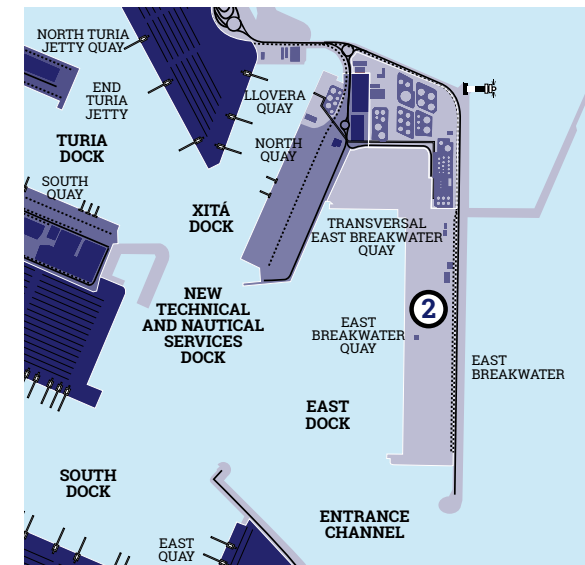 NORTH TURIA
JETTY QUAY
END
TURIA
JETTY
LLOVERA
QUAY
TURIA
DOCK
NORTH
QUAY
SOUTH
QUAY
XITÁ
DOCK
TRANSVERSAL
EAST BREAKWATER
QUAY
NEW
TECHNICAL
AND NAUTICAL
SERVICES
DOCK
2
EAST
BREAKWATER
QUAY
EAST
BREAKWATER
EAST
DOCK
SOUTH
DOCK
ENTRANCE
CHANNEL
EAST
QUAY